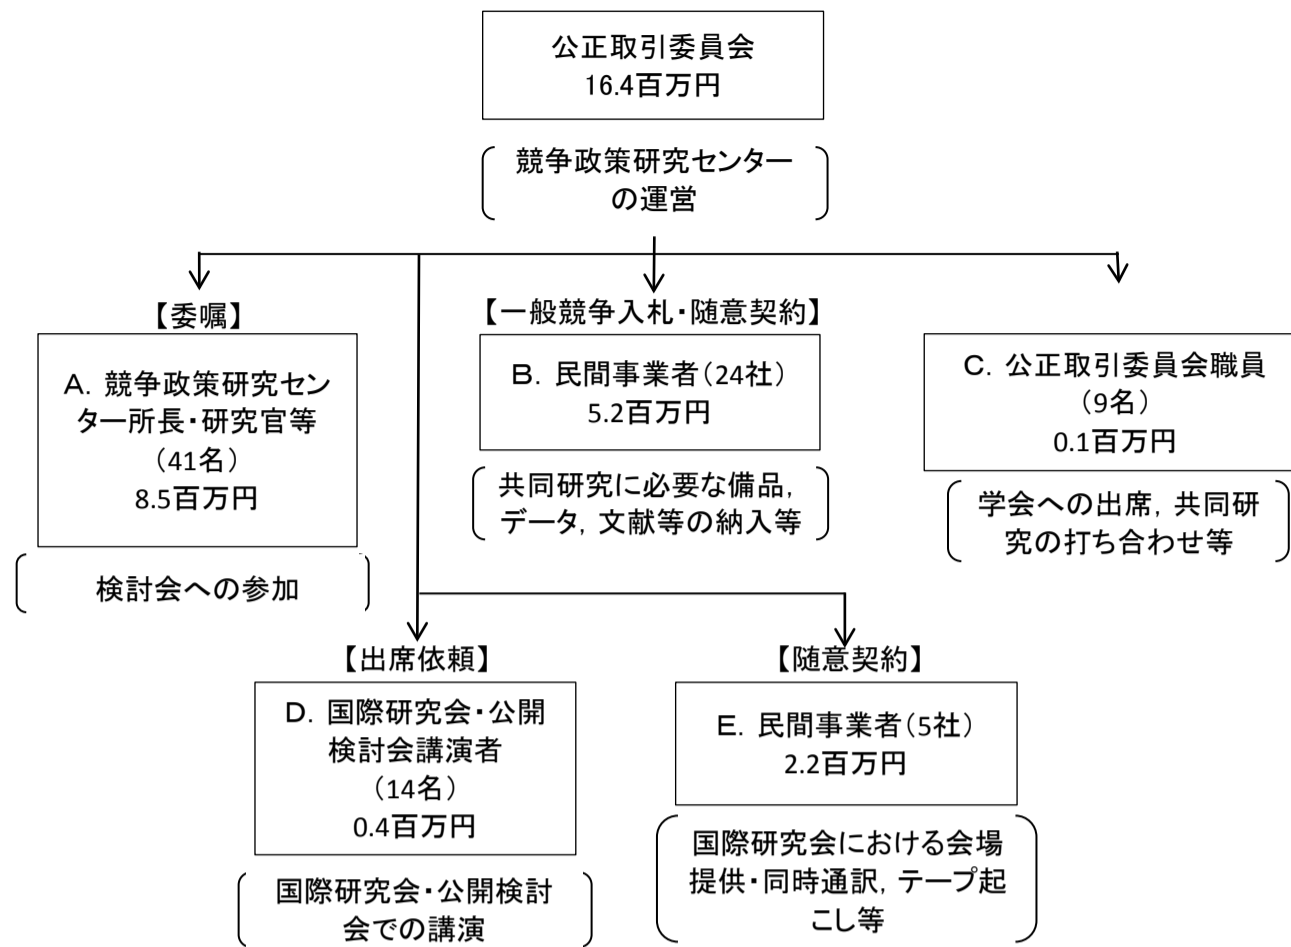 公正取引委員会
16.4百万円
競争政策研究センター
の運営
【委嘱】
A. 競争政策研究セン
ター所長・研究官等
（41名）
8.5百万円
検討会への参加
【一般競争入札・随意契約】
B. 民間事業者（24社）
5.2百万円
共同研究に必要な備品，
データ，文献等の納入等
C. 公正取引委員会職員
（9名）
0.1百万円
学会への出席，共同研
究の打ち合わせ等
【出席依頼】
D. 国際研究会・公開
検討会講演者
（14名）
0.4百万円
国際研究会・公開検討
会での講演
【随意契約】
E. 民間事業者（5社）
2.2百万円
国際研究会における会場
提供・同時通訳，テープ起
こし等